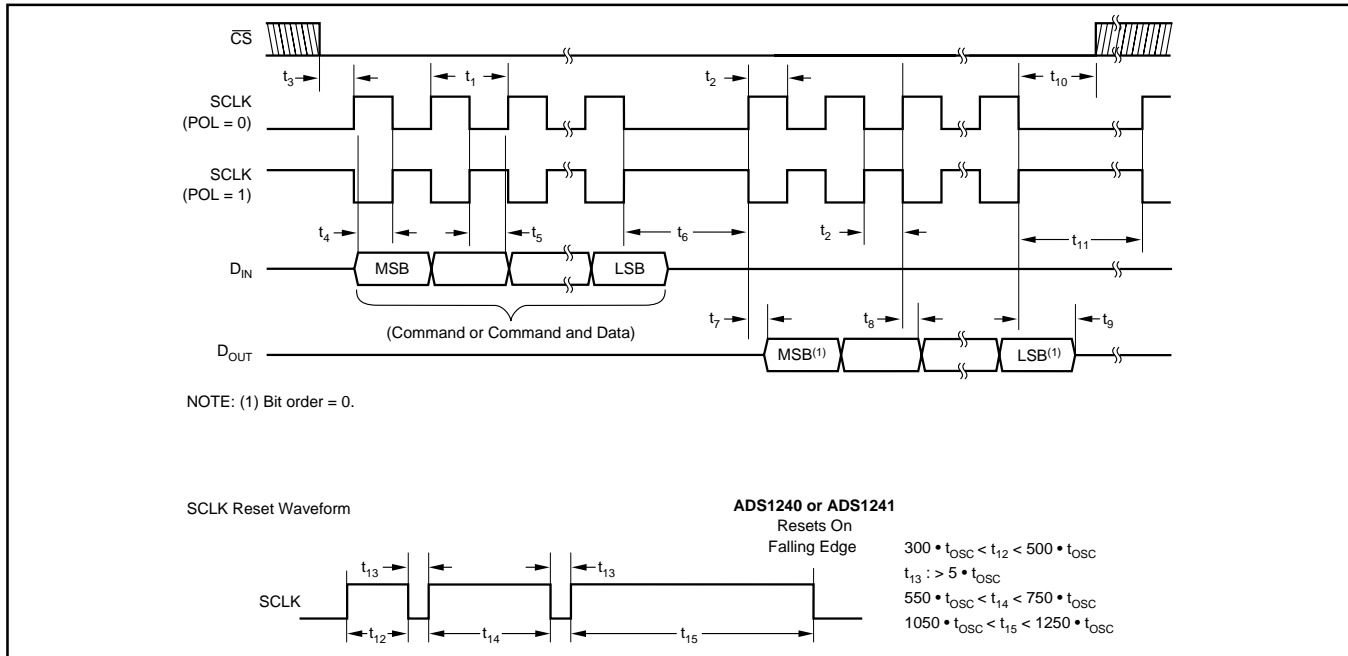 CS
t3
t1
t2
t10
SCLK
(POL = 0)
SCLK
(POL = 1)
t4
t5
t6
t2
t11
DIN
MSB
LSB
(Command or Command and Data)
t7
t8
t9
DOUT
MSB(1)
LSB(1)
NOTE: (1) Bit order = 0.
SCLK Reset Waveform
ADS1240 or ADS1241
Resets On
Falling Edge
300 • tOSC < t12 < 500 • tOSC
t13 : > 5 • tOSC
550 • tOSC < t14 < 750 • tOSC
1050 • tOSC < t15 < 1250 • tOSC
t13
t13
SCLK
t12
t14
t15